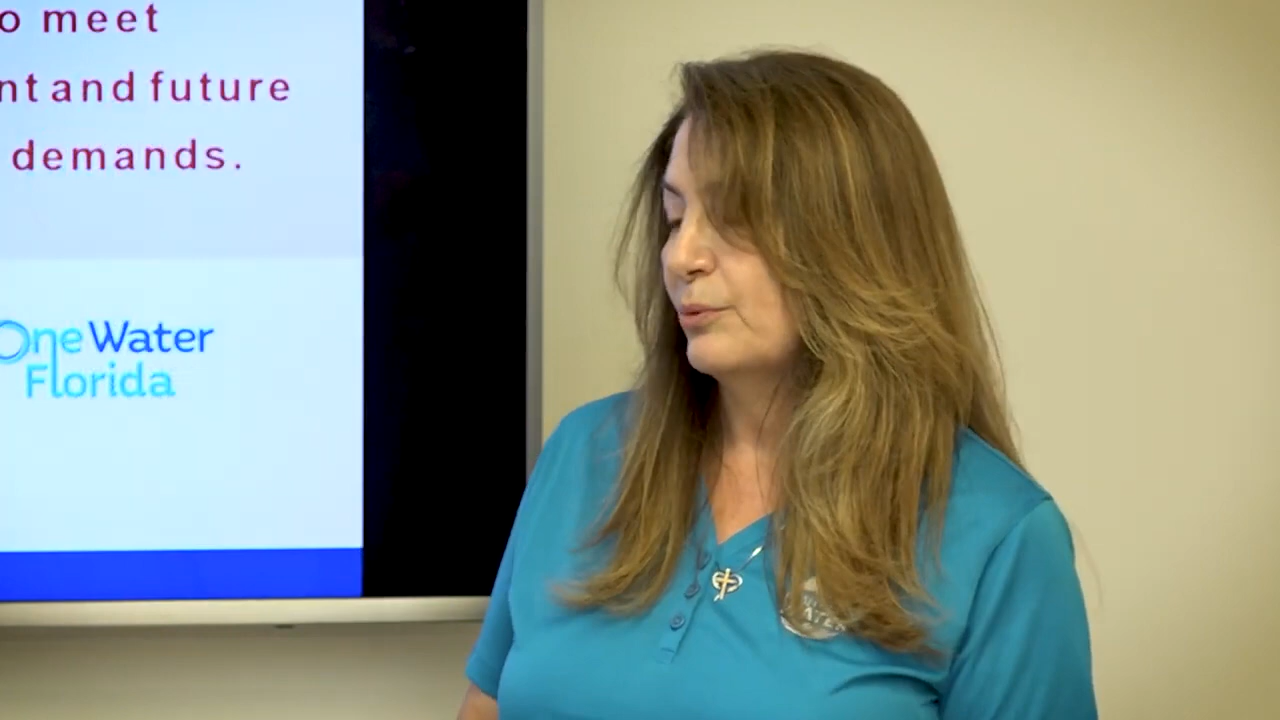 o meet
nt and future
demands.
One Water
Florida